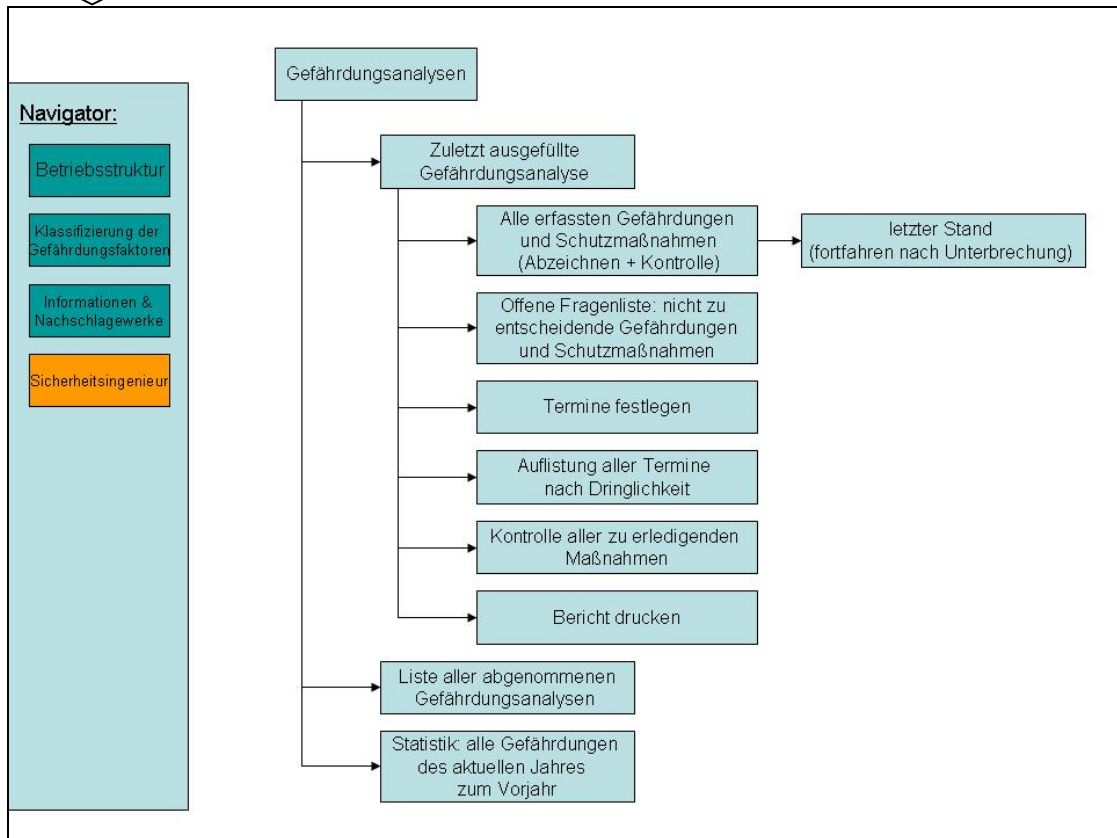 Navigator:
Betriebsstruktur
Klassifizierung der
Gefährdungsfaktoren
Informationen &
Nachschlagewerke
Sicherheitsingenieur
Gefährdungsanalysen
Zuletzt ausgefüllte
Gefährdungsanalyse
Alle erfassten Gefährdungen
und Schutzmaßnahmen
(Abzeichnen + Kontrolle)
letzter Stand
(fortfahren nach Unterbrechung)
Offene Fragenliste: nicht zu
entscheidende Gefährdungen
und Schutzmaßnahmen
Termine festlegen
Auflistung aller Termine
nach Dringlichkeit
Kontrolle aller zu erledigenden
Maßnahmen
Bericht drucken
Liste aller abgenommenen
Gefährdungsanalysen
Statistik: alle Gefährdungen
des aktuellen Jahres
zum Vorjahr